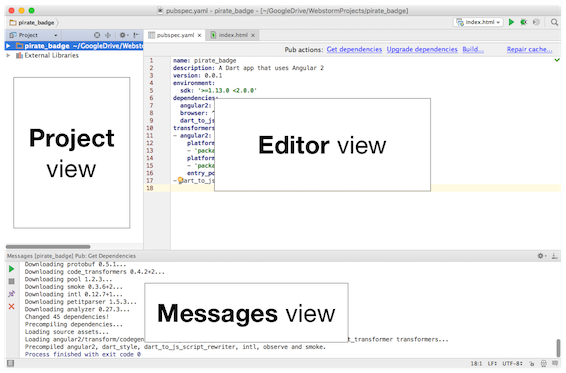 pubspec.yaml - pirate_badge - [~/GoogleDrive/WebstormProjects/pirate_badge]
pirate_badge
index.html
Project
pubspec.yaml
index.html
pirate_badge ~/GoogleDrive/Webstorm
External Libraries
Pub actions: Get dependencies Upgrade dependencies Build... Repair cache...
1 name: pirate_badge
2 description: A Dart app that uses Angular 2
3 version: 0.0.1
4 environment:
5 sdk: '>=1.13.0 <2.0.0'
6 dependencies:
7 angular2:
8 browser: ^
9 dart_to_js
10 transformers
11 - angular2:
12 platform
13 - 'packa
14 platform
15 - 'packa
16 entry_po
17 - dart_to_js
18
Project
view
Editor view
Messages [pirate_badge] Pub: Get Dependencies
Downloading protobuf 0.5.1...
Downloading code_transformers 0.4.2+2...
Downloading pool 1.2.3...
Downloading smoke 0.3.6+2...
Downloading intl 0.12.7+1...
Downloading petitparser 1.5.3...
Downloading analyzer 0.27.3...
Changed 45 dependencies!
Precompiling dependencies...
Loading source assets...
Loading angular2/transform/codegen t_transformer transformers...
Precompiled angular2, dart_style, dart_to_js_script_rewriter, intl, observe and smoke.
Process finished with exit code 0
Messages view
18:1 LF÷ UTF-8÷